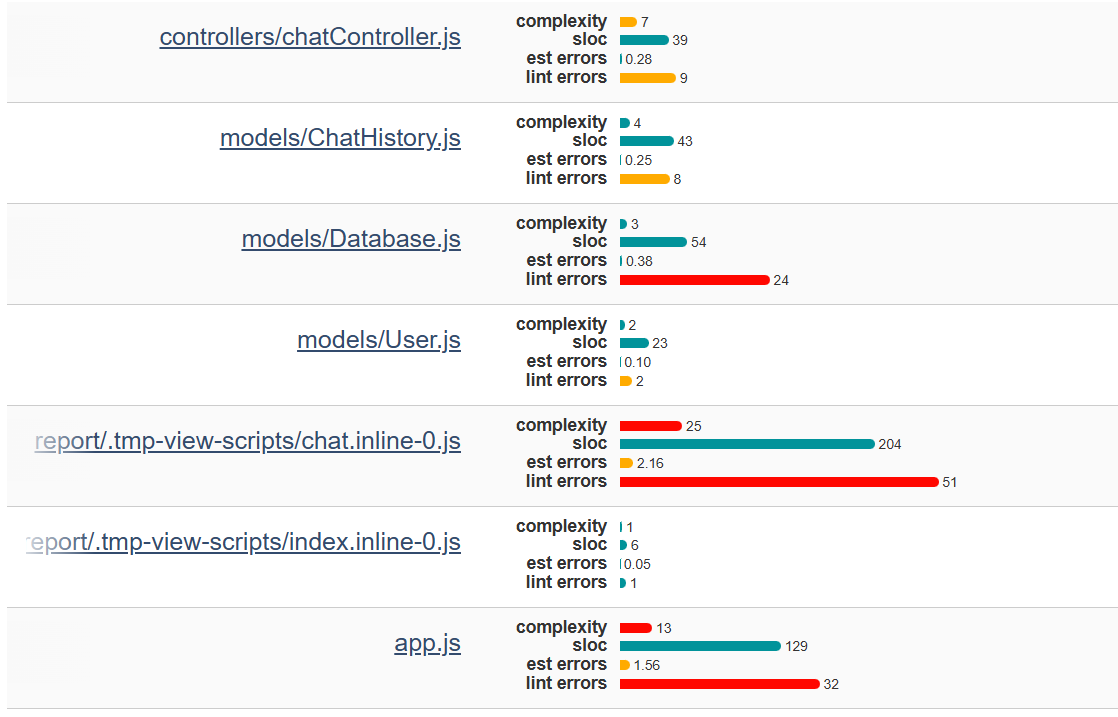 controllers/chatController.js
complexity 7
sloc 39
est errors 0.28
lint errors 9
models/ChatHistory.js
complexity 4
sloc 43
est errors 0.25
lint errors 8
models/Database.js
complexity 3
sloc 54
est errors 0.38
lint errors 24
models/User.js
complexity 2
sloc 23
est errors 0.10
lint errors 2
report/.tmp-view-scripts/chat.inline-0.js
complexity 25
sloc 204
est errors 2.16
lint errors 51
report/.tmp-view-scripts/index.inline-0.js
complexity 1
sloc 6
est errors 0.05
lint errors 1
app.js
complexity 13
sloc 129
est errors 1.56
lint errors 32